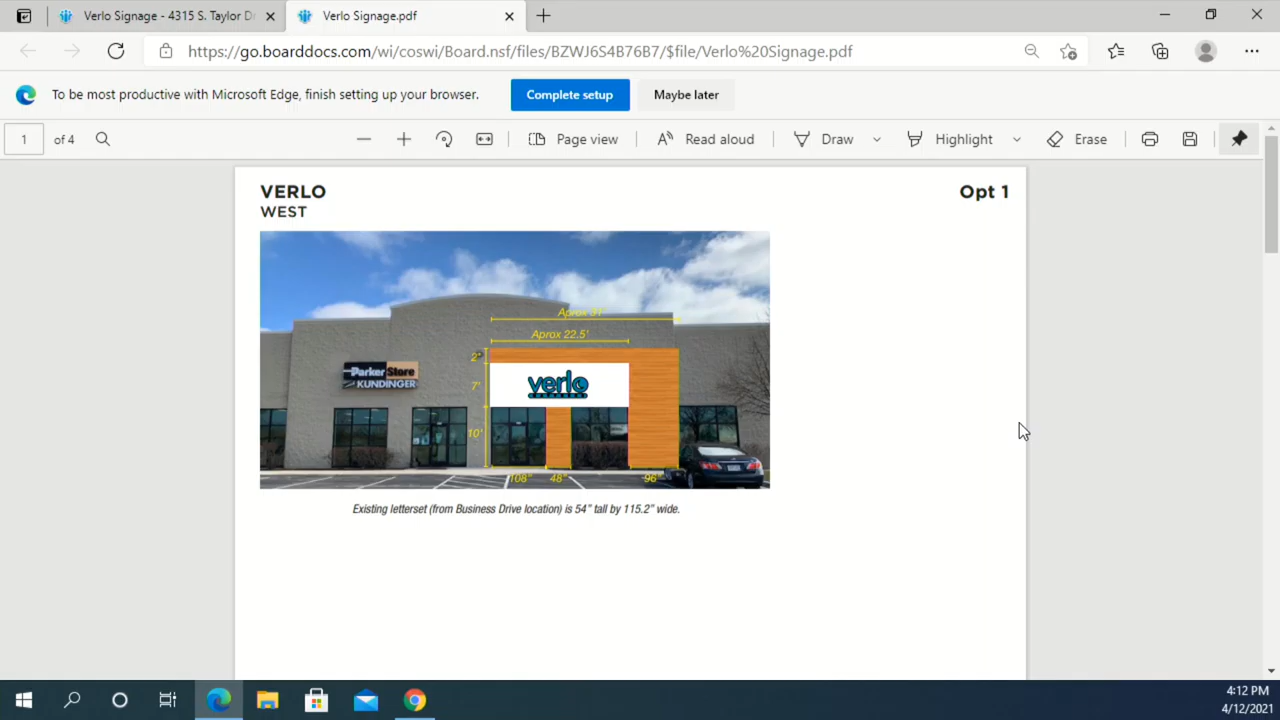 Verlo Signage - 4315 S. Taylor Dr
Verlo Signage.pdf
https://go.boarddocs.com/wi/coswi/Board.nsf/files/BZWJ6S4B76B7/$file/Verlo%20Signage.pdf
To be most productive with Microsoft Edge, finish setting up your browser.
Complete setup
Maybe later
1 of 4
Page view
Read aloud
Draw
Highlight
Erase
VERLO
WEST
Opt 1
Aprox 31'
Aprox 22.5'
2'
7'
10'
Parker Store
KUNDINGER
verlo
108" 48" 96"
Existing letterset (from Business Drive location) is 54" tall by 115.2" wide.
4:12 PM
4/12/2021